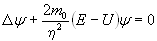 Δψ + 2m₀/η² (E − U)ψ = 0